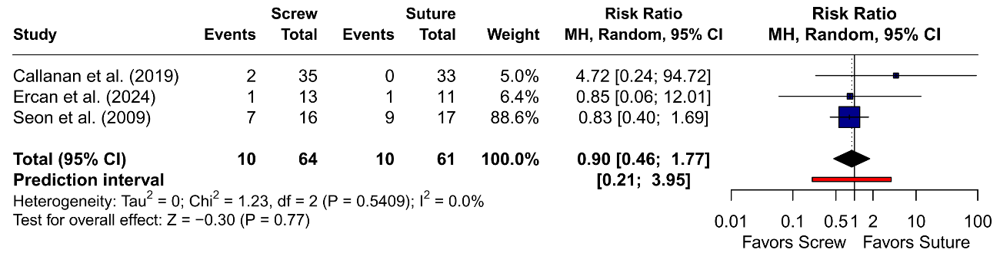 Screw Suture Risk Ratio Risk Ratio
Study Events Total Events Total Weight MH, Random, 95% CI MH, Random, 95% CI
Callanan et al. (2019) 2 35 0 33 5.0% 4.72 [0.24; 94.72]
Ercan et al. (2024) 1 13 1 11 6.4% 0.85 [0.06; 12.01]
Seon et al. (2009) 7 16 9 17 88.6% 0.83 [0.40; 1.69]
Total (95% CI) 10 64 10 61 100.0% 0.90 [0.46; 1.77]
Prediction interval [0.21; 3.95]
Heterogeneity: Tau² = 0; Chi² = 1.23, df = 2 (P = 0.5409); I² = 0.0%
Test for overall effect: Z = −0.30 (P = 0.77)
0.01 0.1 0.5 1 2 10 100
Favors Screw Favors Suture